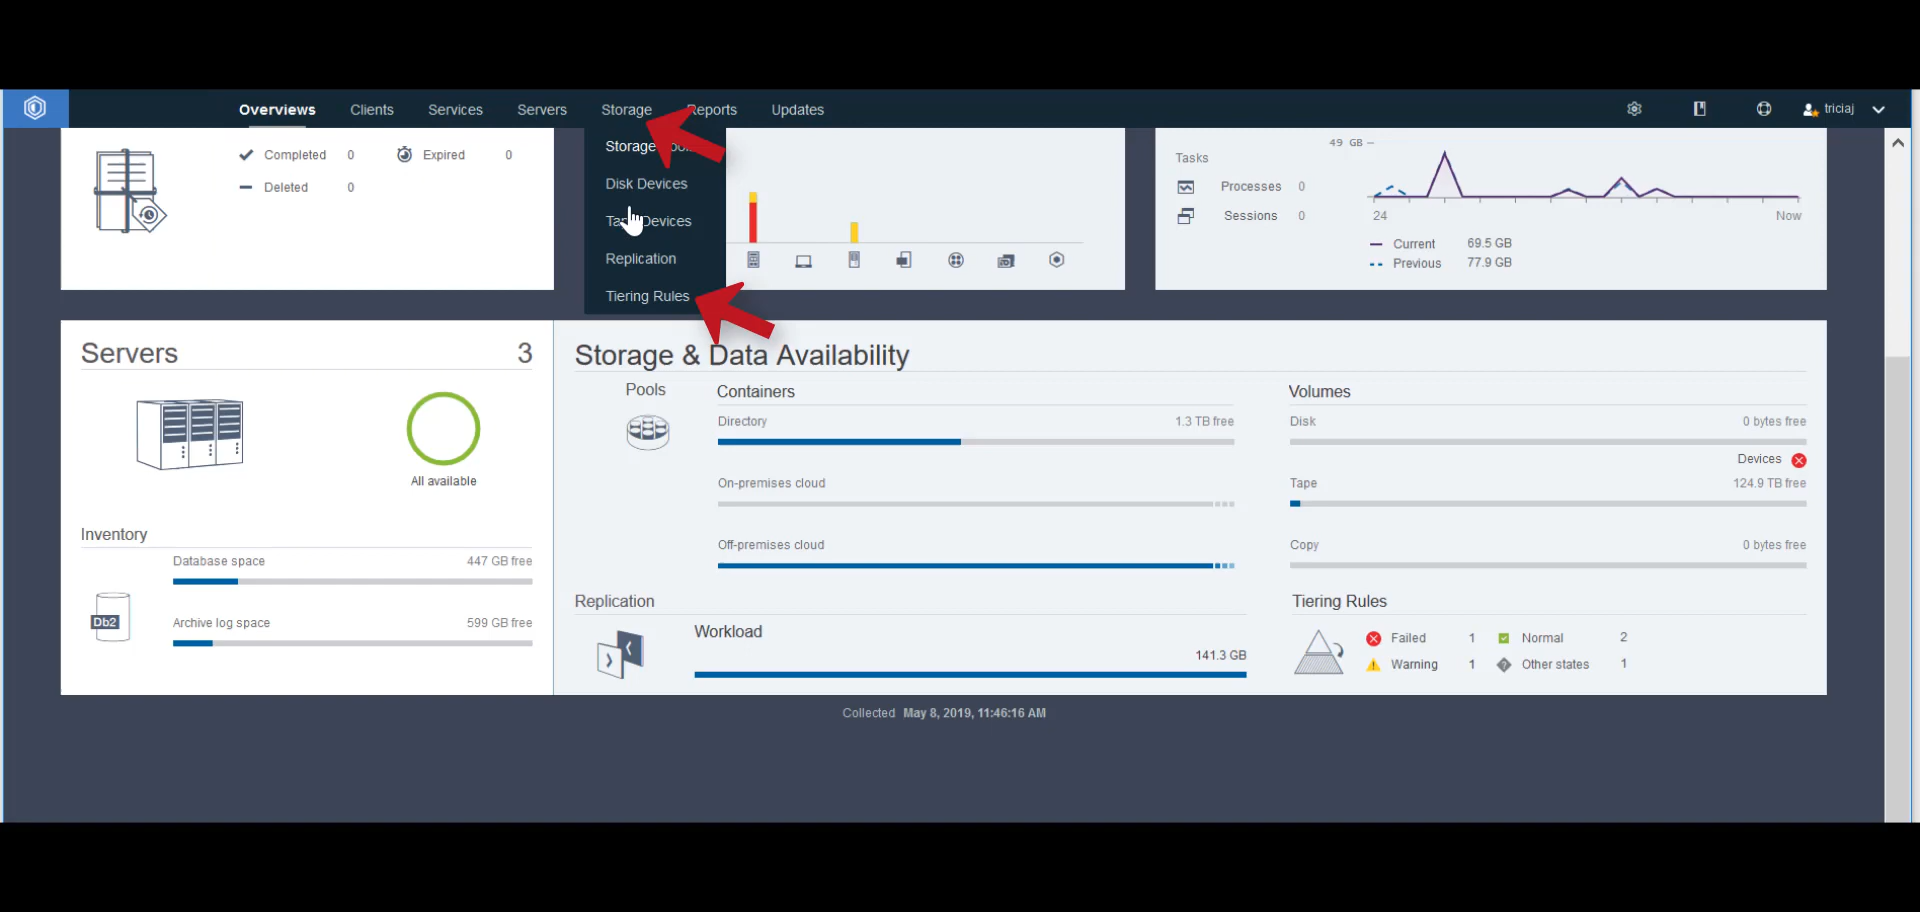 Overviews Clients Services Servers Storage Reports Updates triciaj
Completed 0 Expired 0
Deleted 0
Storage
Disk Devices
Devices
Replication
Tiering Rules
49 GB
Tasks
Processes 0
Sessions 0
24 Now
Current 69.5 GB
Previous 77.9 GB
Servers 3
All available
Inventory
Database space 447 GB free
Db2
Archive log space 599 GB free
Storage & Data Availability
Pools
Containers
Directory 1.3 TB free
On-premises cloud
Off-premises cloud
Volumes
Disk 0 bytes free
Devices
Tape 124.9 TB free
Copy 0 bytes free
Replication
Workload
141.3 GB
Tiering Rules
Failed 1 Normal 2
Warning 1 Other states 1
Collected May 8, 2019, 11:46:16 AM